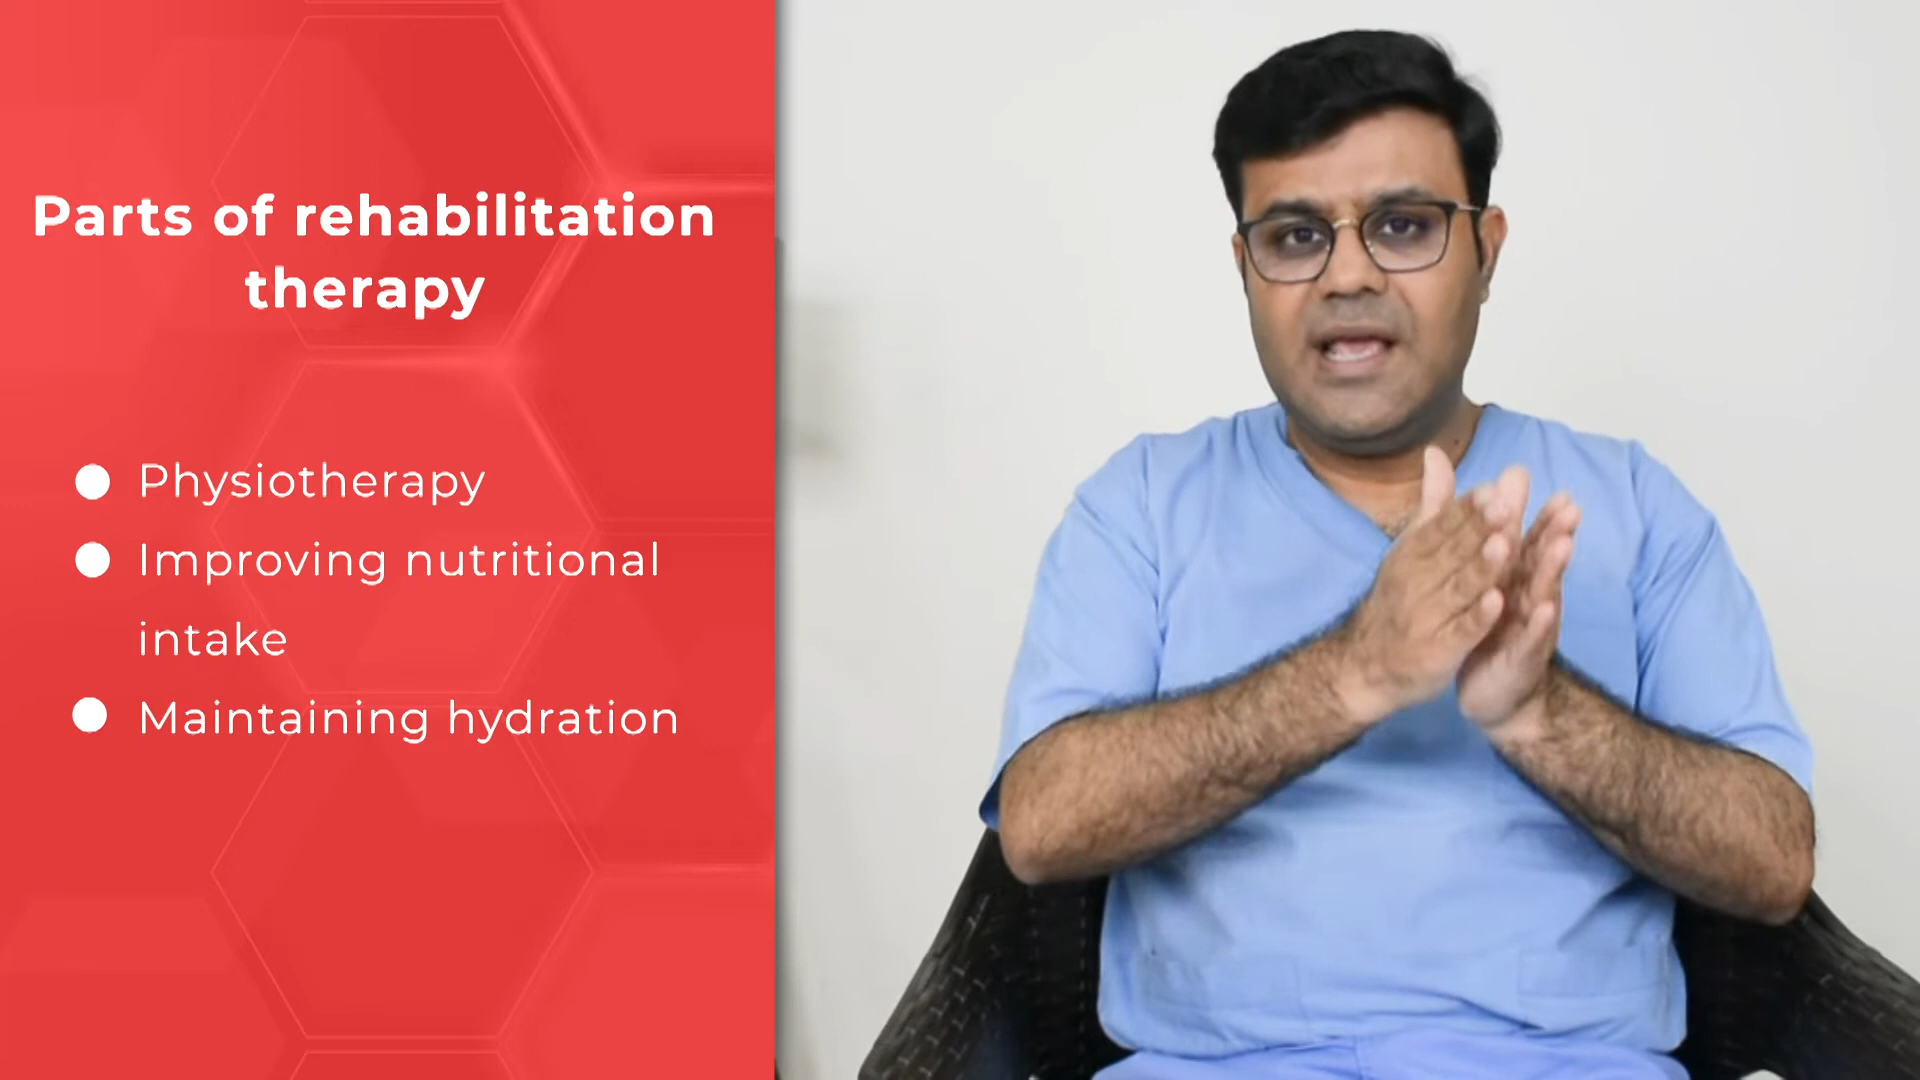 Parts of rehabilitation
therapy
Physiotherapy
Improving nutritional
intake
Maintaining hydration